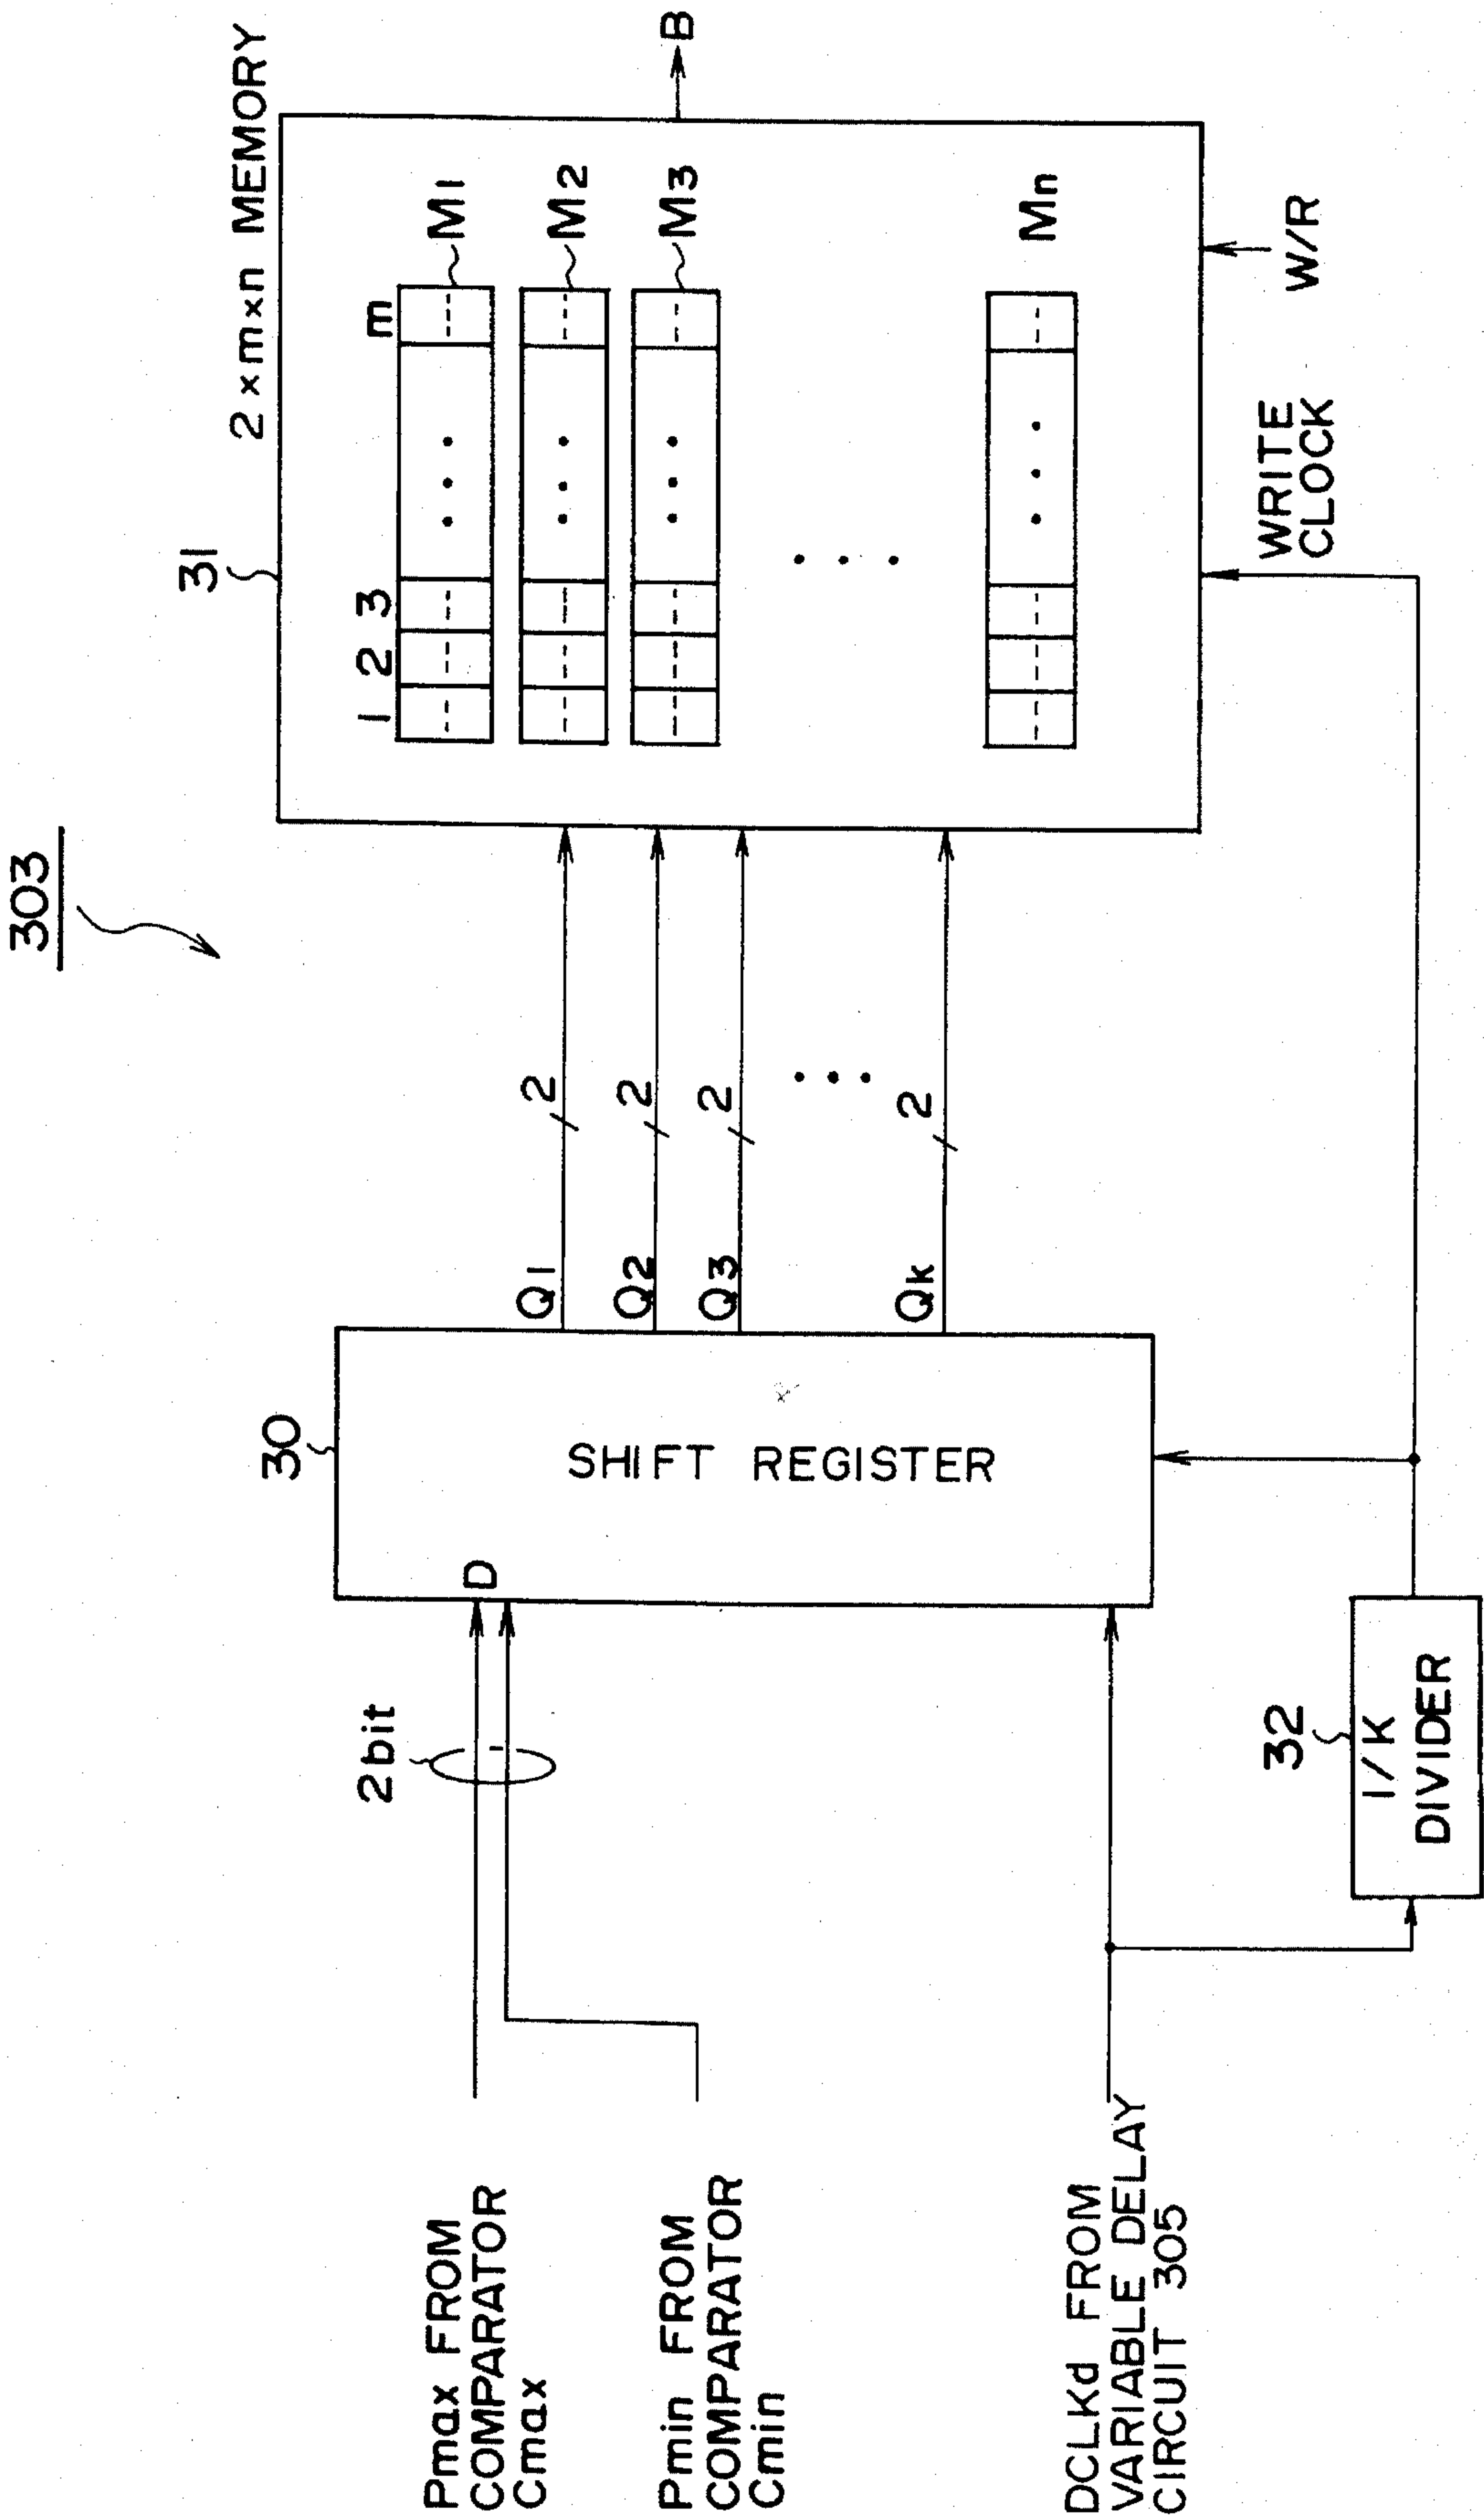 303
31
2×m×n MEMORY
1 2 3 m
M1
M2
M3
Mn
B
30
SHIFT REGISTER
D
Q1
Q2
Q3
Qk
2
2
2
2
2bit
Pmax FROM
COMPARATOR
Cmax
Pmin FROM
COMPARATOR
Cmin
DCLKd FROM
VARIABLE DELAY
CIRCUIT 305
32
1/K
DIVIDER
WRITE
CLOCK
W/R